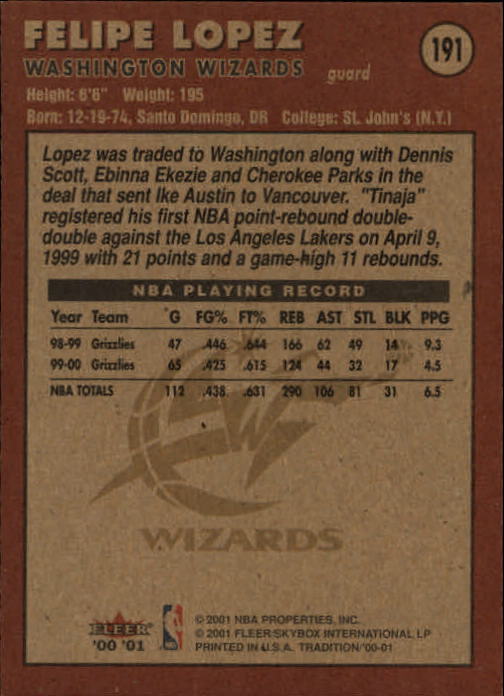 FELIPE LOPEZ
191
WASHINGTON WIZARDS guard
Height: 6'6" Weight: 195
Born: 12-19-74, Santo Domingo, DR College: St. John's (N.Y.)
Lopez was traded to Washington along with Dennis
Scott, Ebinna Ekezie and Cherokee Parks in the
deal that sent Ike Austin to Vancouver. "Tinaja"
registered his first NBA point-rebound double-
double against the Los Angeles Lakers on April 9,
1999 with 21 points and a game-high 11 rebounds.
NBA PLAYING RECORD
Year Team G FG% FT% REB AST STL BLK PPG
98-99 Grizzlies 47 .446 .644 166 62 49 14 9.3
99-00 Grizzlies 65 .425 .615 124 44 32 17 4.5
NBA TOTALS 112 .438 .631 290 106 81 31 6.5
WIZARDS
FLEER
'00 '01
© 2001 NBA PROPERTIES, INC.
© 2001 FLEER/SKYBOX INTERNATIONAL LP
PRINTED IN U.S.A. TRADITION/'00-01